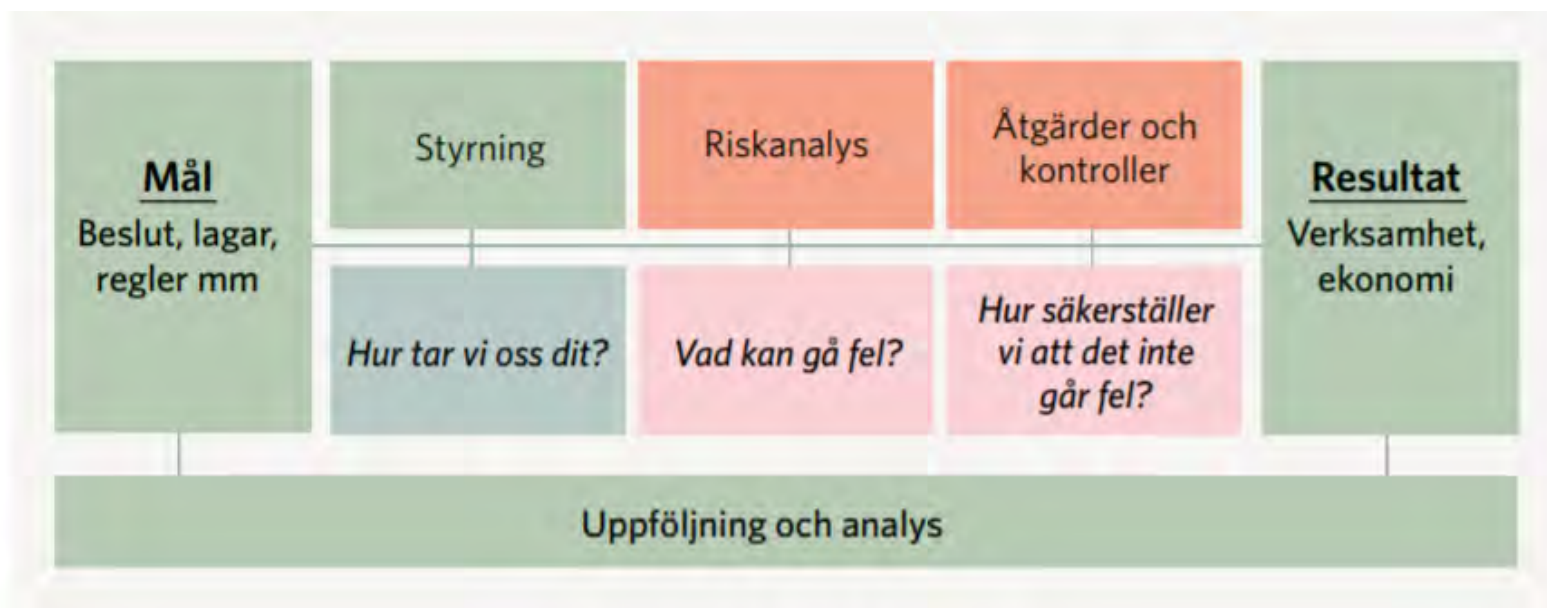 Mål
Beslut, lagar,
regler mm
Styrning
Hur tar vi oss dit?
Riskanalys
Vad kan gå fel?
Åtgärder och
kontroller
Hur säkerställer
vi att det inte
går fel?
Resultat
Verksamhet,
ekonomi
Uppföljning och analys